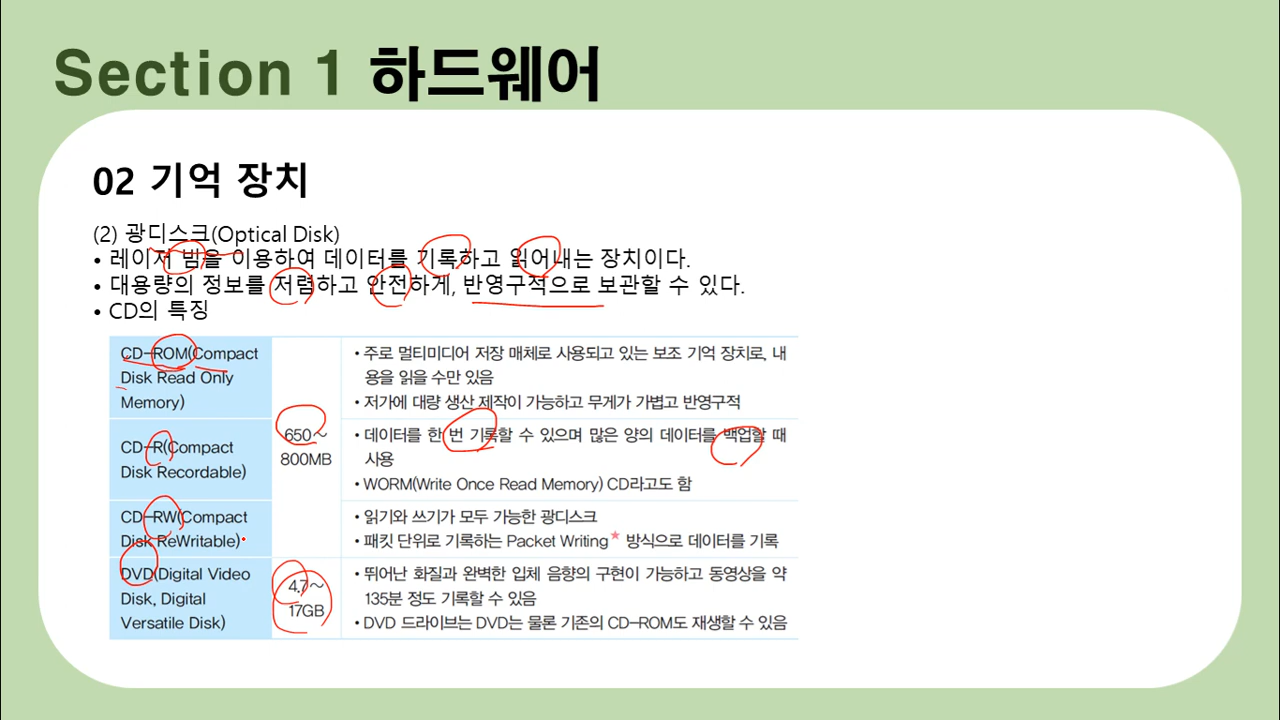 Section 1 하드웨어
02 기억 장치
(2) 광디스크(Optical Disk)
• 레이저 빔을 이용하여 데이터를 기록하고 읽어내는 장치이다.
• 대용량의 정보를 저렴하고 안전하게, 반영구적으로 보관할 수 있다.
• CD의 특징
CD-ROM(Compact
Disk Read Only
Memory)
650~
800MB
• 주로 멀티미디어 저장 매체로 사용되고 있는 보조 기억 장치로, 내
용을 읽을 수만 있음
• 저가에 대량 생산 제작이 가능하고 무게가 가볍고 반영구적
CD-R(Compact
Disk Recordable)
• 데이터를 한 번 기록할 수 있으며 많은 양의 데이터를 백업할 때
사용
• WORM(Write Once Read Memory) CD라고도 함
CD-RW(Compact
Disk ReWritable)
• 읽기와 쓰기가 모두 가능한 광디스크
• 패킷 단위로 기록하는 Packet Writing★ 방식으로 데이터를 기록
DVD(Digital Video
Disk, Digital
Versatile Disk)
4.7~
17GB
• 뛰어난 화질과 완벽한 입체 음향의 구현이 가능하고 동영상을 약
135분 정도 기록할 수 있음
• DVD 드라이브는 DVD는 물론 기존의 CD-ROM도 재생할 수 있음